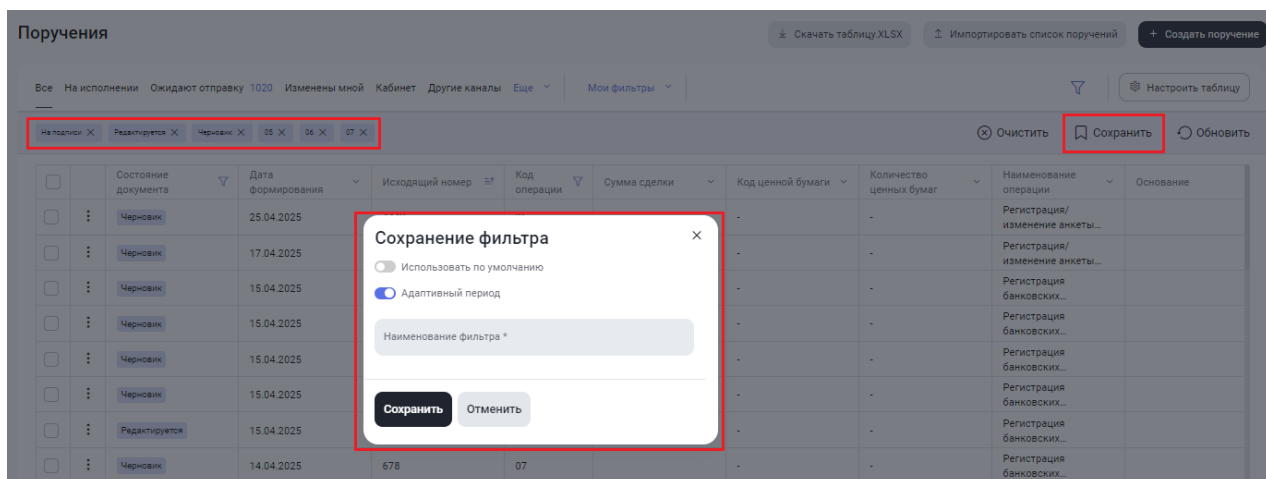 Поручения
Скачать таблицу.XLSX
Импортировать список поручений
+ Создать поручение
Все На исполнении Ожидают отправку 1020 Изменены мной Кабинет Другие каналы Еще Мои фильтры
Настроить таблицу
На подписи Редактируется Черновик 05 06 07
Очистить Сохранить Обновить
Состояние документа
Дата формирования
Исходящий номер
Код операции
Сумма сделки
Код ценной бумаги
Количество ценных бумаг
Наименование операции
Основание
Черновик 25.04.2025 - - Регистрация/
изменение анкеты...
Черновик 17.04.2025 - - Регистрация/
изменение анкеты...
Черновик 15.04.2025 - - Регистрация
банковских...
Черновик 15.04.2025 - - Регистрация
банковских...
Черновик 15.04.2025 - - Регистрация
банковских...
Черновик 15.04.2025 - - Регистрация
банковских...
Редактируется 15.04.2025 - - Регистрация
банковских...
Черновик 14.04.2025 678 07 - - Регистрация
банковских...
Сохранение фильтра
Использовать по умолчанию
Адаптивный период
Наименование фильтра *
Сохранить Отменить